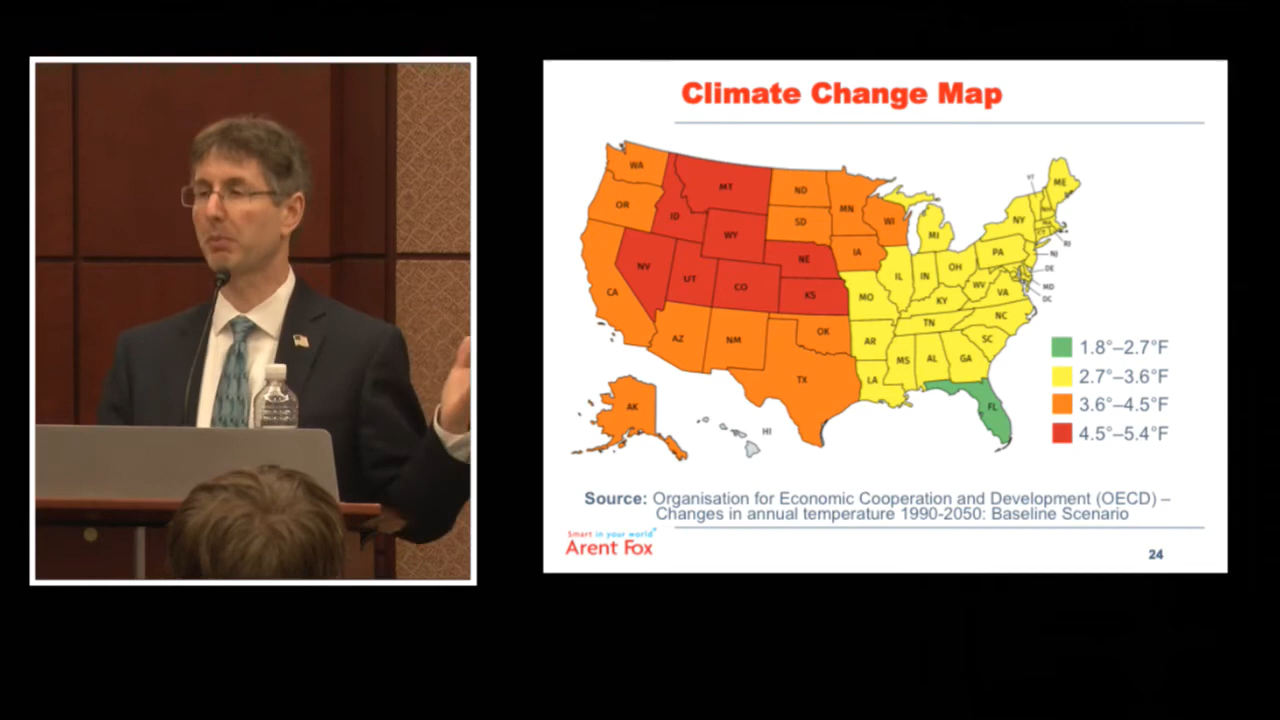 Climate Change Map
WA
OR
CA
NV
ID
MT
WY
UT
CO
AZ
NM
ND
SD
NE
KS
OK
TX
MN
IA
MO
AR
LA
WI
IL
MI
IN
OH
KY
TN
MS
AL
GA
FL
SC
NC
VA
WV
PA
NY
VT
ME
RI
NJ
DE
MD
DC
AK
HI
1.8°–2.7°F
2.7°–3.6°F
3.6°–4.5°F
4.5°–5.4°F
Source: Organisation for Economic Cooperation and Development (OECD) –
Changes in annual temperature 1990-2050: Baseline Scenario
Smart in your world®
Arent Fox
24